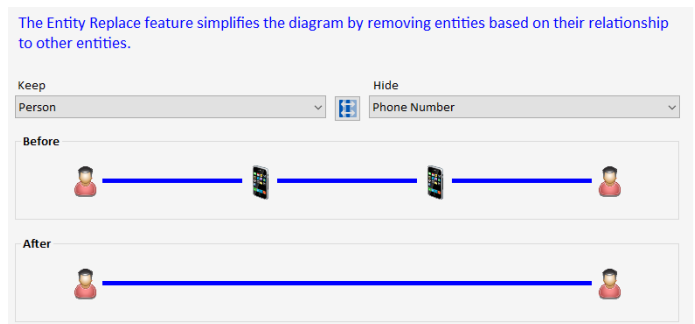 The Entity Replace feature simplifies the diagram by removing entities based on their relationship
to other entities.
Keep
Hide
Person
Phone Number
Before
After